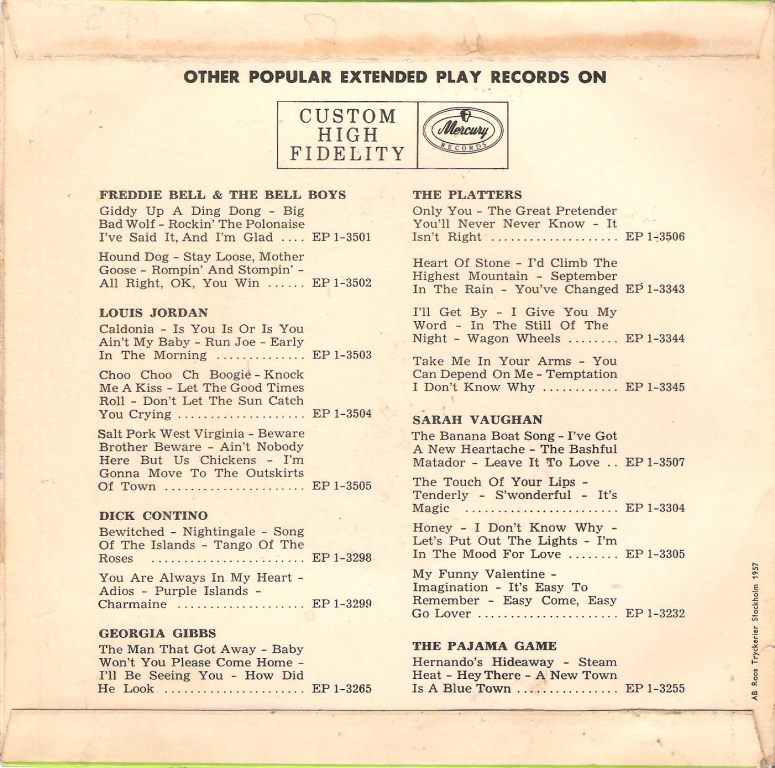 OTHER POPULAR EXTENDED PLAY RECORDS ON
CUSTOM
HIGH
FIDELITY
Mercury
RECORDS
FREDDIE BELL & THE BELL BOYS
Giddy Up A Ding Dong – Big
Bad Wolf – Rockin' The Polonaise
I've Said It, And I'm Glad .... EP 1-3501
Hound Dog – Stay Loose, Mother
Goose – Rompin' And Stompin' –
All Right, OK, You Win ...... EP 1-3502
LOUIS JORDAN
Caldonia – Is You Is Or Is You
Ain't My Baby – Run Joe – Early
In The Morning ............. EP 1-3503
Choo Choo Ch Boogie – Knock
Me A Kiss – Let The Good Times
Roll – Don't Let The Sun Catch
You Crying .................. EP 1-3504
Salt Pork West Virginia – Beware
Brother Beware – Ain't Nobody
Here But Us Chickens – I'm
Gonna Move To The Outskirts
Of Town ..................... EP 1-3505
DICK CONTINO
Bewitched – Nightingale – Song
Of The Islands – Tango Of The
Roses ...................... EP 1-3298
You Are Always In My Heart –
Adios – Purple Islands –
Charmaine ................... EP 1-3299
GEORGIA GIBBS
The Man That Got Away – Baby
Won't You Please Come Home –
I'll Be Seeing You – How Did
He Look ..................... EP 1-3265
THE PLATTERS
Only You – The Great Pretender
You'll Never Never Know – It
Isn't Right ................... EP 1-3506
Heart Of Stone – I'd Climb The
Highest Mountain – September
In The Rain – You've Changed EP 1-3343
I'll Get By – I Give You My
Word – In The Still Of The
Night – Wagon Wheels ........ EP 1-3344
Take Me In Your Arms – You
Can Depend On Me – Temptation
I Don't Know Why ........... EP 1-3345
SARAH VAUGHAN
The Banana Boat Song – I've Got
A New Heartache – The Bashful
Matador – Leave It To Love .. EP 1-3507
The Touch Of Your Lips –
Tenderly – S'wonderful – It's
Magic ...................... EP 1-3304
Honey – I Don't Know Why –
Let's Put Out The Lights – I'm
In The Mood For Love ........ EP 1-3305
My Funny Valentine –
Imagination – It's Easy To
Remember – Easy Come, Easy
Go Lover .................... EP 1-3232
THE PAJAMA GAME
Hernando's Hideaway – Steam
Heat – Hey There – A New Town
Is A Blue Town ............... EP 1-3255
AB Roos Tryckerier Stockholm 1957